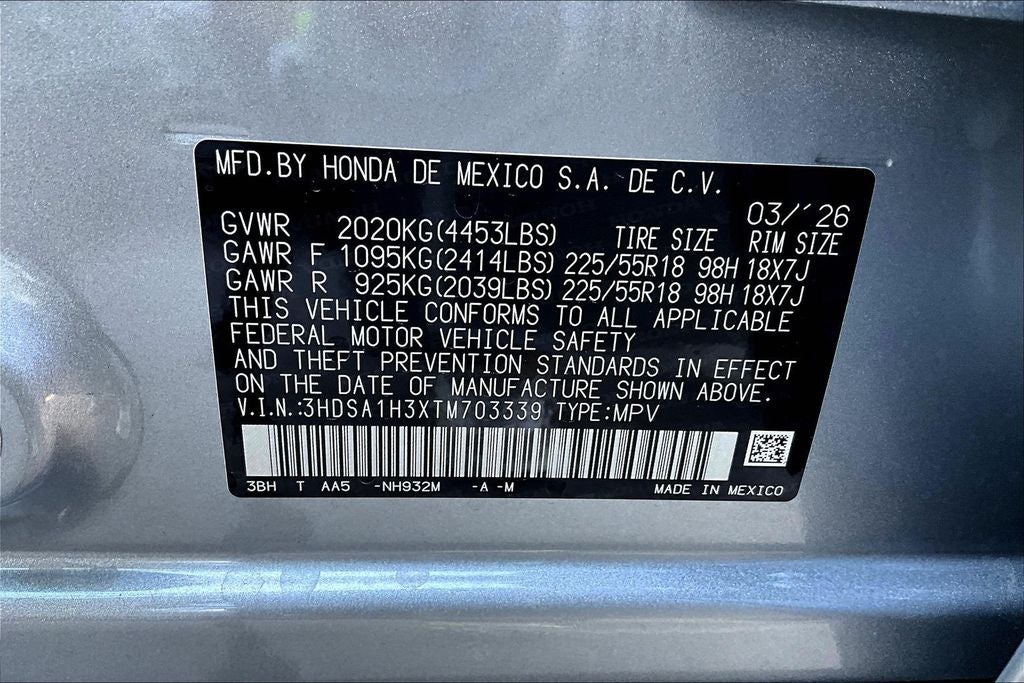 MFD.BY HONDA DE MEXICO S.A. DE C.V.
03/'26
GVWR 2020KG(4453LBS) TIRE SIZE RIM SIZE
GAWR F 1095KG(2414LBS) 225/55R18 98H 18X7J
GAWR R 925KG(2039LBS) 225/55R18 98H 18X7J
THIS VEHICLE CONFORMS TO ALL APPLICABLE
FEDERAL MOTOR VEHICLE SAFETY
AND THEFT PREVENTION STANDARDS IN EFFECT
ON THE DATE OF MANUFACTURE SHOWN ABOVE.
V.I.N.:3HDSA1H3XTM703339 TYPE:MPV
3BH T AA5 -NH932M -A -M MADE IN MEXICO